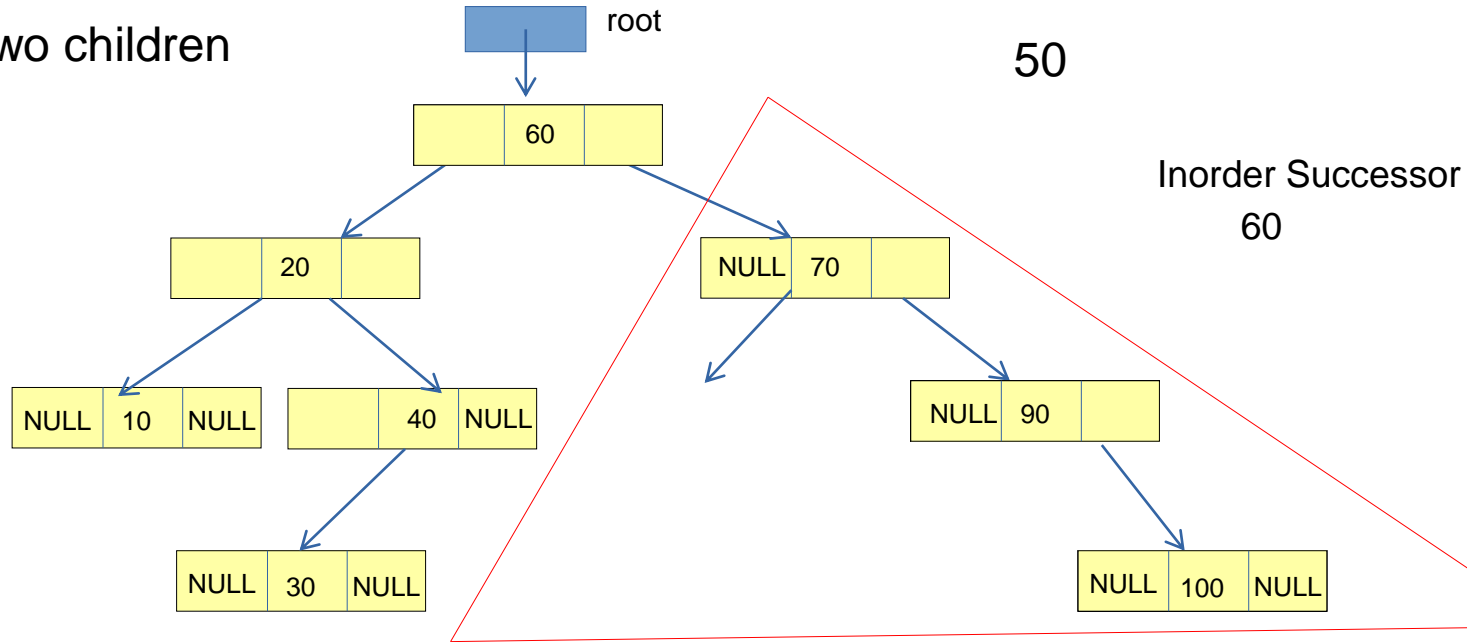 wo children
root
50
60
Inorder Successor
60
20
NULL 70
NULL 10 NULL
40 NULL
NULL 90
NULL 30 NULL
NULL 100 NULL